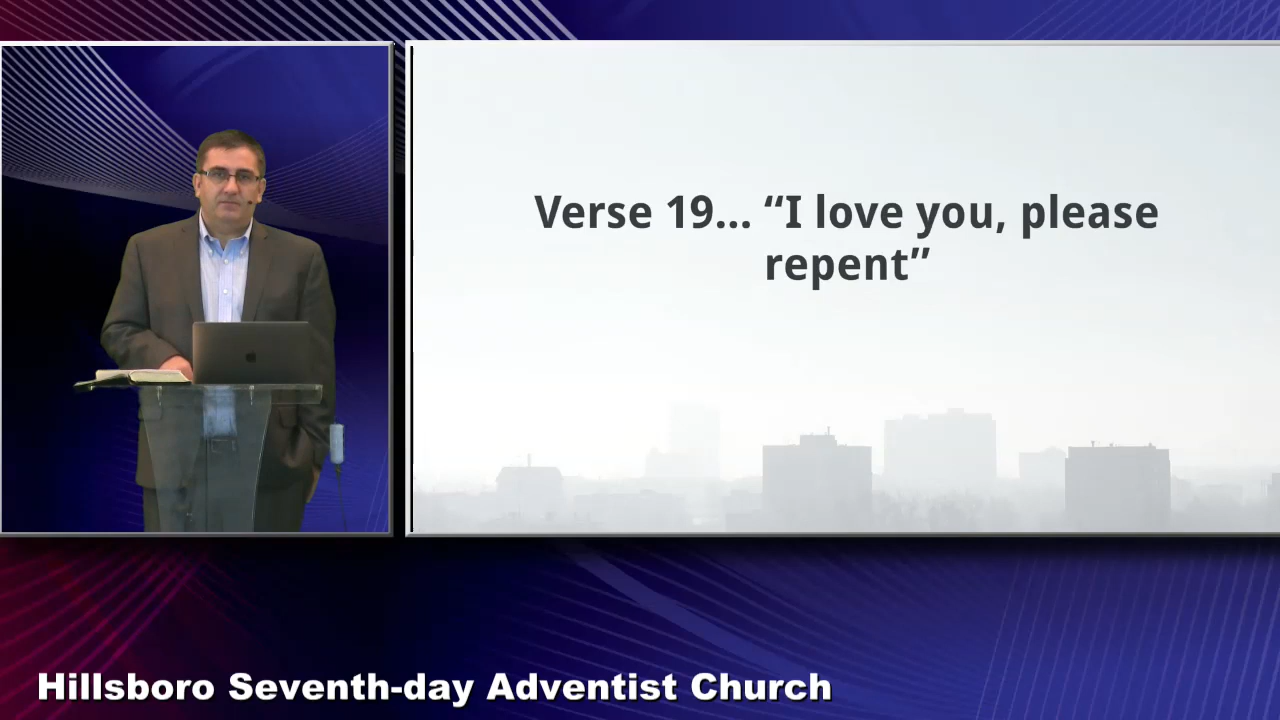 Verse 19... “I love you, please
repent”
Hillsboro Seventh-day Adventist Church